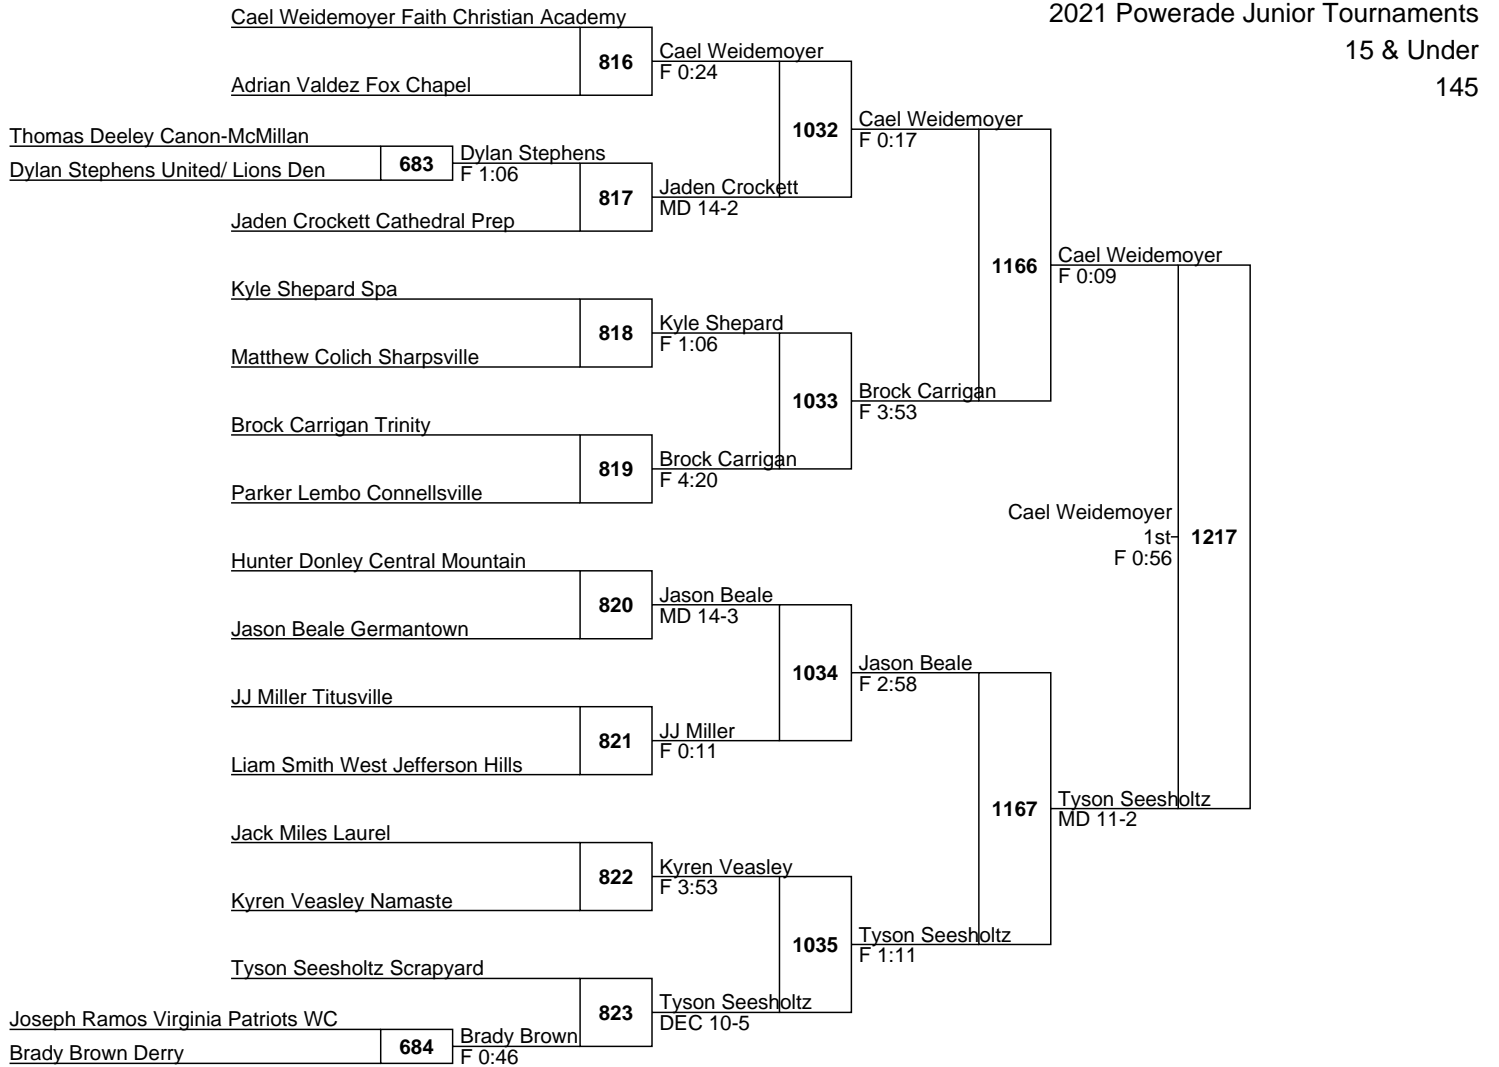 2021 Powerade Junior Tournaments
15 & Under
145
Cael Weidemoyer Faith Christian Academy
816
Cael Weidemoyer
F 0:24
Adrian Valdez Fox Chapel
1032
Cael Weidemoyer
F 0:17
Thomas Deeley Canon-McMillan
683
Dylan Stephens
F 1:06
Dylan Stephens United/ Lions Den
817
Jaden Crockett
MD 14-2
Jaden Crockett Cathedral Prep
1166
Cael Weidemoyer
F 0:09
Kyle Shepard Spa
818
Kyle Shepard
F 1:06
Matthew Colich Sharpsville
1033
Brock Carrigan
F 3:53
Brock Carrigan Trinity
819
Brock Carrigan
F 4:20
Parker Lembo Connellsville
Cael Weidemoyer
1st
1217
F 0:56
Hunter Donley Central Mountain
820
Jason Beale
MD 14-3
Jason Beale Germantown
1034
Jason Beale
F 2:58
JJ Miller Titusville
821
JJ Miller
F 0:11
Liam Smith West Jefferson Hills
1167
Tyson Seesholtz
MD 11-2
Jack Miles Laurel
822
Kyren Veasley
F 3:53
Kyren Veasley Namaste
1035
Tyson Seesholtz
F 1:11
Tyson Seesholtz Scrapyard
823
Tyson Seesholtz
DEC 10-5
Joseph Ramos Virginia Patriots WC
684
Brady Brown
F 0:46
Brady Brown Derry